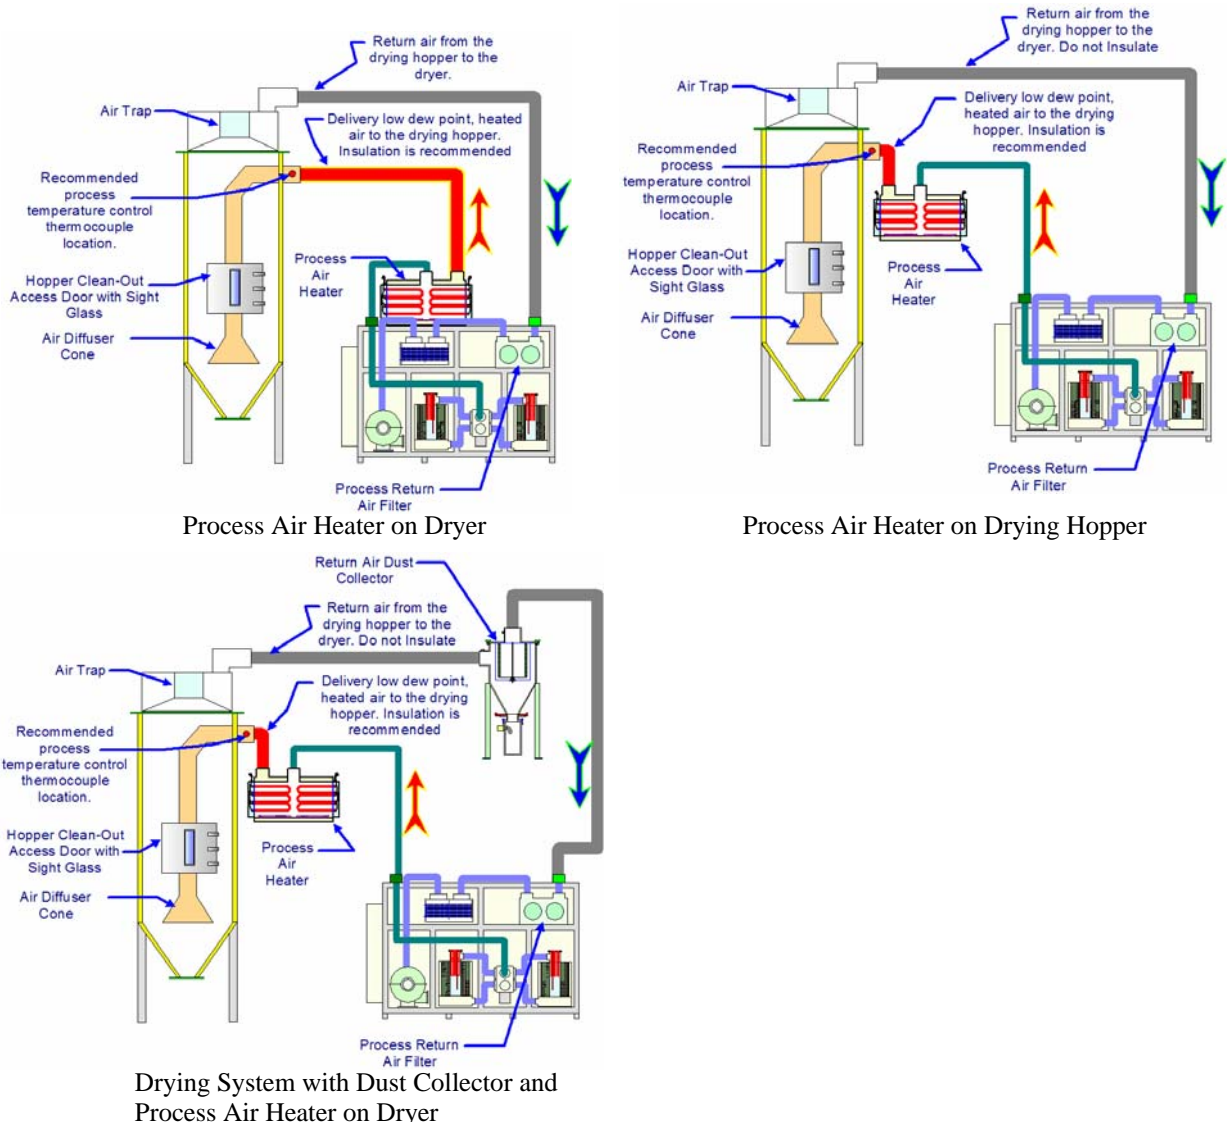 Return air from the
drying hopper to the
dryer.
Air Trap
Delivery low dew point, heated
air to the drying hopper.
Insulation is recommended
Recommended
process
temperature control
thermocouple
location.
Process
Air
Heater
Hopper Clean-Out
Access Door with Sight
Glass
Air Diffuser
Cone
Process Return
Air Filter
Process Air Heater on Dryer
Return air from the
drying hopper to the
dryer. Do not Insulate
Air Trap
Delivery low dew point,
heated air to the drying
hopper. Insulation is
recommended
Recommended
process
temperature control
thermocouple
location.
Hopper Clean-Out
Access Door with
Sight Glass
Process
Air
Heater
Air Diffuser
Cone
Process Return
Air Filter
Process Air Heater on Drying Hopper
Return Air Dust
Collector
Return air from the
drying hopper to the
dryer. Do not Insulate
Air Trap
Delivery low dew point,
heated air to the drying
hopper. Insulation is
recommended
Recommended
process
temperature control
thermocouple
location.
Hopper Clean-Out
Access Door with
Sight Glass
Process
Air
Heater
Air Diffuser
Cone
Process Return
Air Filter
Drying System with Dust Collector and
Process Air Heater on Dryer